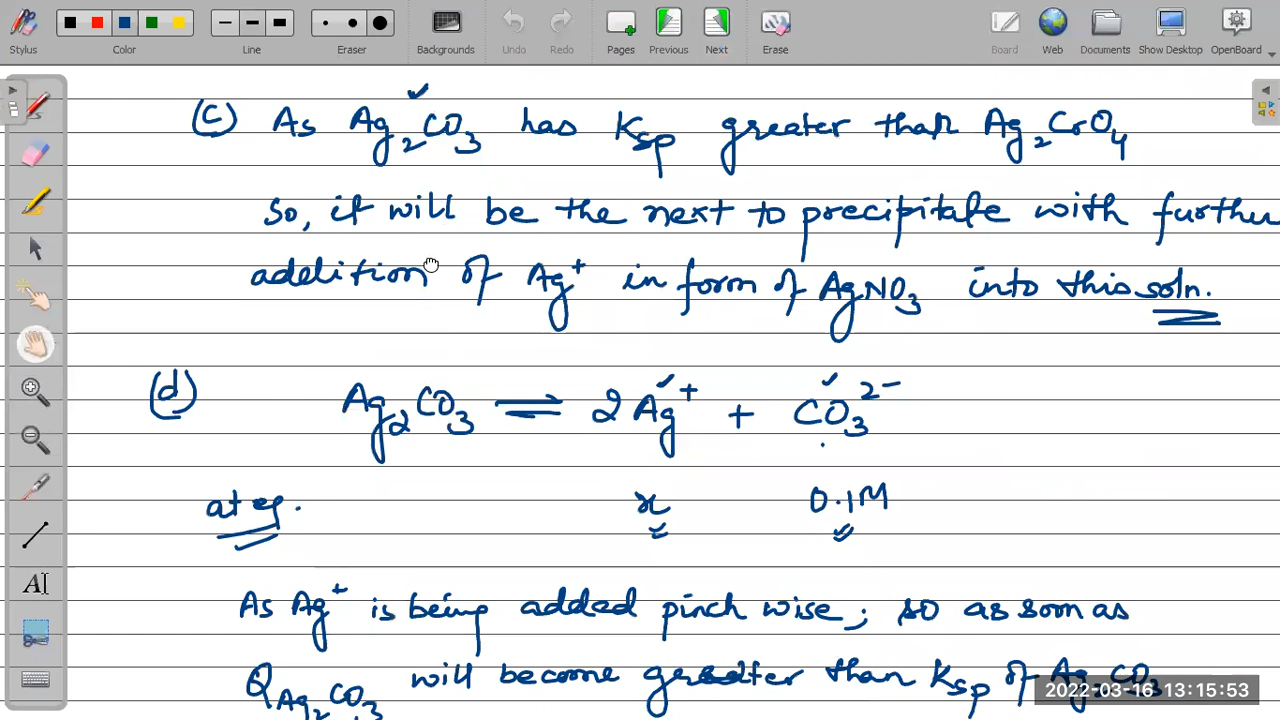 Stylus Color Line Eraser Backgrounds Undo Redo Pages Previous Next Erase Board Web Documents Show Desktop OpenBoard
(c) As Ag2CO3 has Ksp greater than Ag2CrO4
So, it will be the next to precipitate with further
addition of Ag+ in form of AgNO3 into this soln.
(d) Ag2CO3 ⇌ 2Ag+ + CO3 2−
at eq. x 0.1M
As Ag+ is being added pinch wise; so as soon as
QAg2CO3 will become greater than Ksp of Ag2CO3
2022-03-16 13:15:53